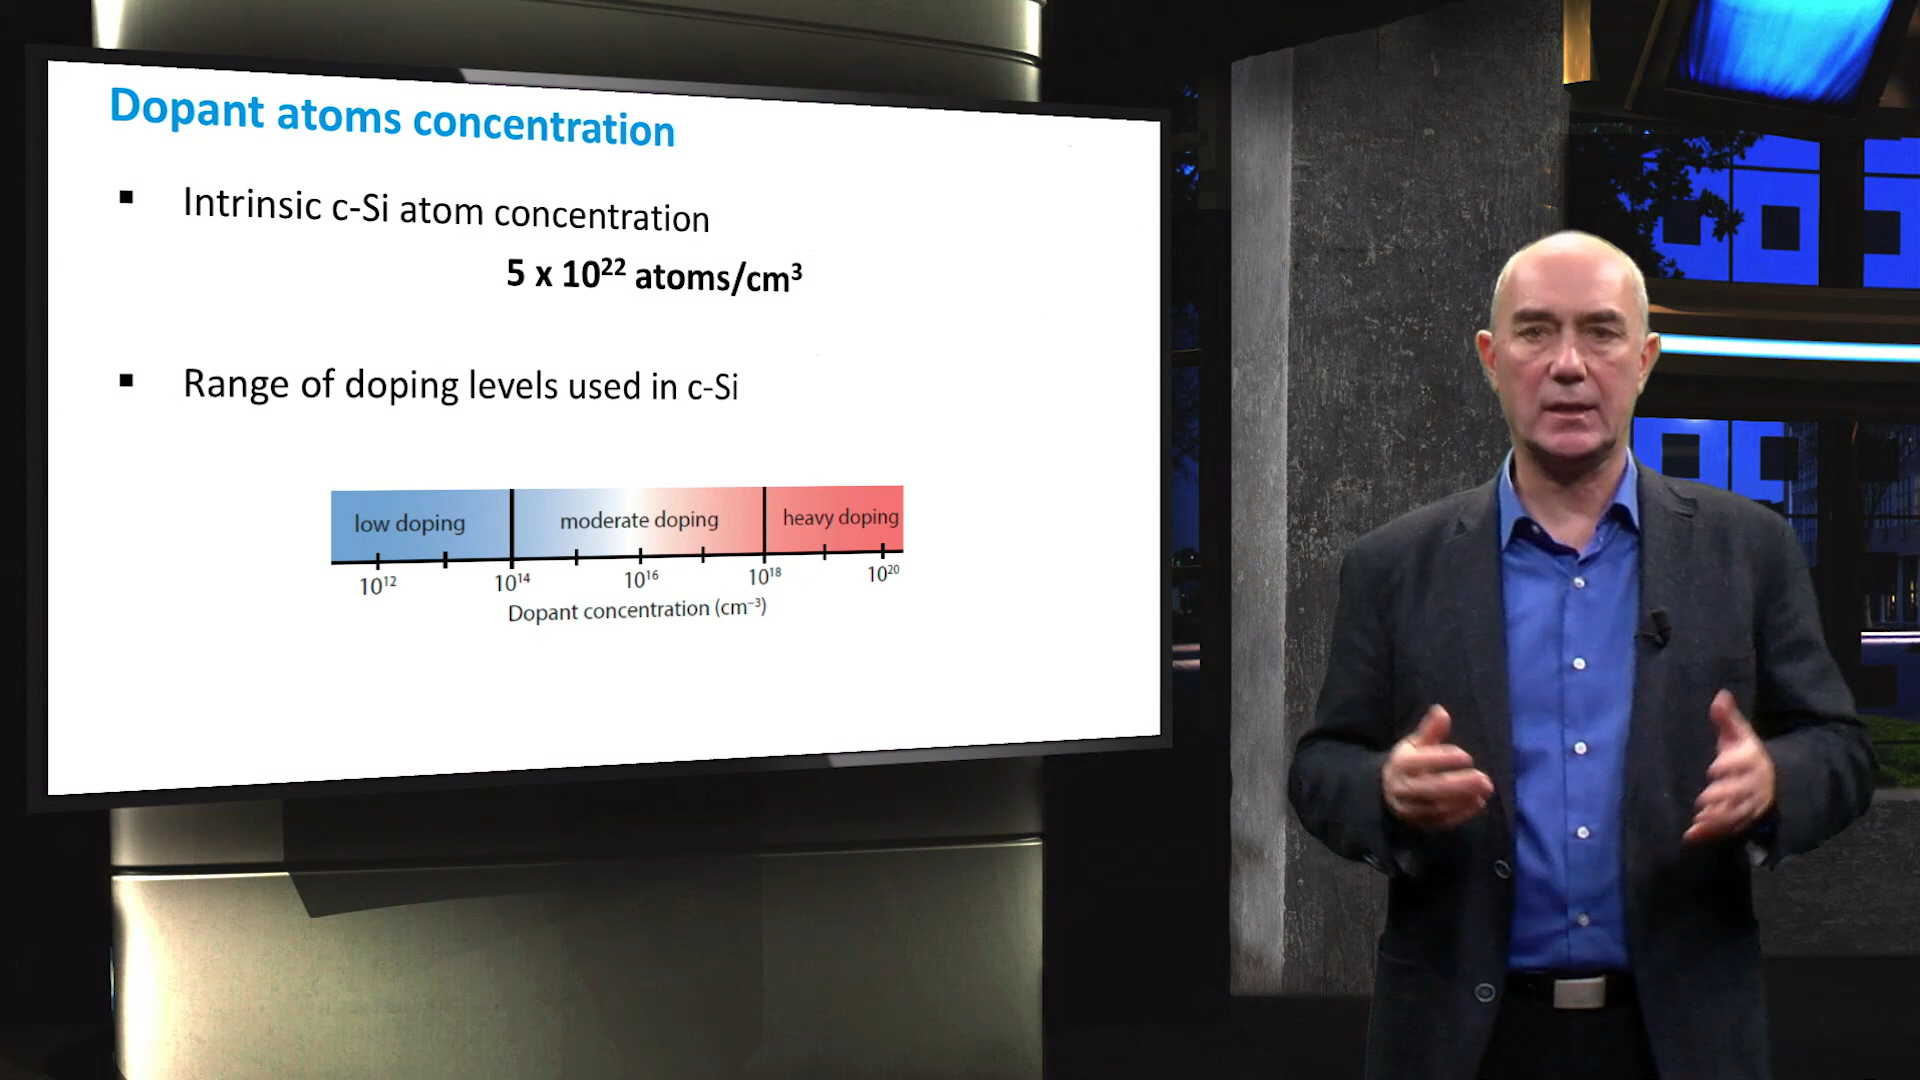 Dopant atoms concentration
▪ Intrinsic c-Si atom concentration
5 x 10²² atoms/cm³
▪ Range of doping levels used in c-Si
low doping moderate doping heavy doping
10¹² 10¹⁴ 10¹⁶ 10¹⁸ 10²⁰
Dopant concentration (cm⁻³)